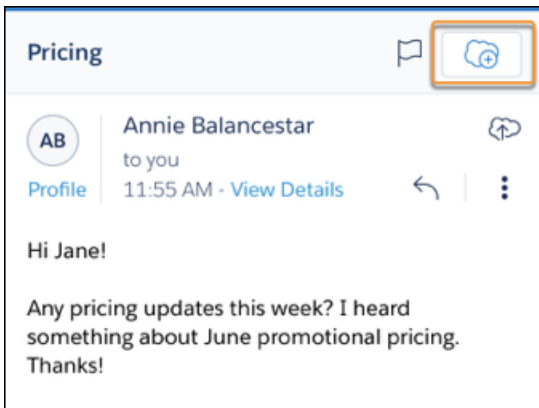 Pricing
AB
Annie Balancestar
to you
Profile
11:55 AM - View Details
Hi Jane!
Any pricing updates this week? I heard
something about June promotional pricing.
Thanks!